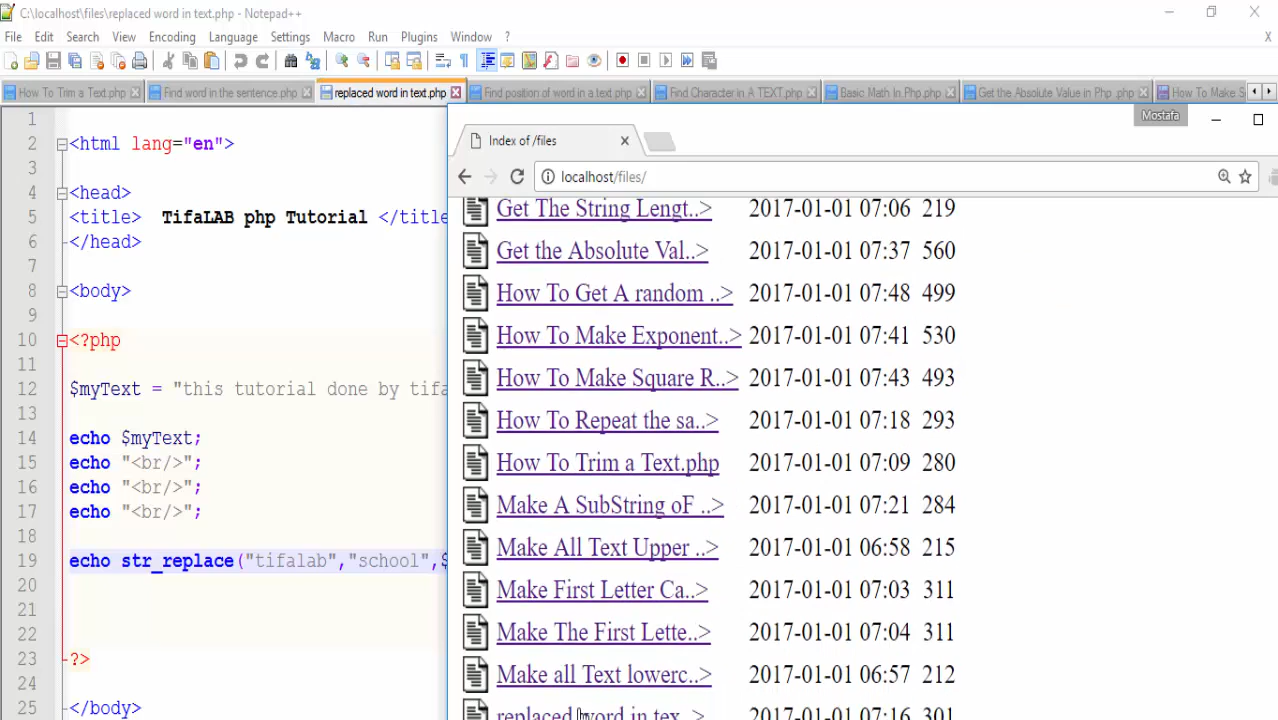 C:\localhost\files\replaced word in text.php - Notepad++
File Edit Search View Encoding Language Settings Macro Run Plugins Window ?
X
How To Trim a Text.php Find word in the sentence.php replaced word in text.php Find position of word in a text.php Find Character in A TEXT.php Basic Math In Php.php Get the Absolute Value in Php .php How To Make S
Mostafa
Index of /files
localhost/files/
1
2 <html lang="en">
3
4 <head>
5 <title> TifaLAB php Tutorial </title
6 </head>
7
8 <body>
9
10 <?php
11
12 $myText = "this tutorial done by tifa
13
14 echo $myText;
15 echo "<br/>";
16 echo "<br/>";
17 echo "<br/>";
18
19 echo str_replace("tifalab","school",$
20
21
22
23 ?>
24
25 </body>
Get The String Lengt..> 2017-01-01 07:06 219
Get the Absolute Val..> 2017-01-01 07:37 560
How To Get A random ..> 2017-01-01 07:48 499
How To Make Exponent..> 2017-01-01 07:41 530
How To Make Square R..> 2017-01-01 07:43 493
How To Repeat the sa..> 2017-01-01 07:18 293
How To Trim a Text.php 2017-01-01 07:09 280
Make A SubString oF ..> 2017-01-01 07:21 284
Make All Text Upper ..> 2017-01-01 06:58 215
Make First Letter Ca..> 2017-01-01 07:03 311
Make The First Lette..> 2017-01-01 07:04 311
Make all Text lowerc..> 2017-01-01 06:57 212
replaced word in tex..> 2017-01-01 07:16 301